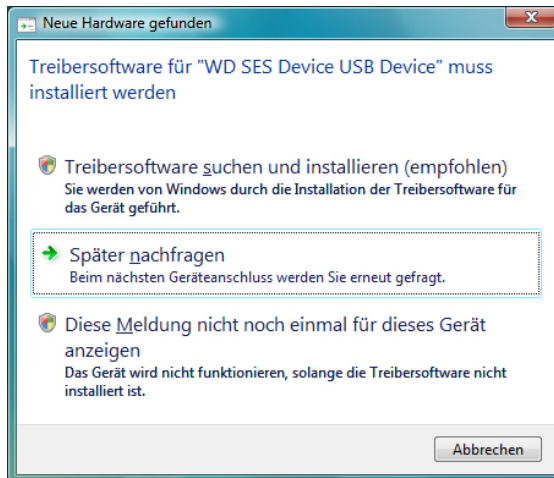 Neue Hardware gefunden
Treibersoftware für "WD SES Device USB Device" muss
installiert werden
Treibersoftware suchen und installieren (empfohlen)
Sie werden von Windows durch die Installation der Treibersoftware für
das Gerät geführt.
Später nachfragen
Beim nächsten Geräteanschluss werden Sie erneut gefragt.
Diese Meldung nicht noch einmal für dieses Gerät
anzeigen
Das Gerät wird nicht funktionieren, solange die Treibersoftware nicht
installiert ist.
Abbrechen